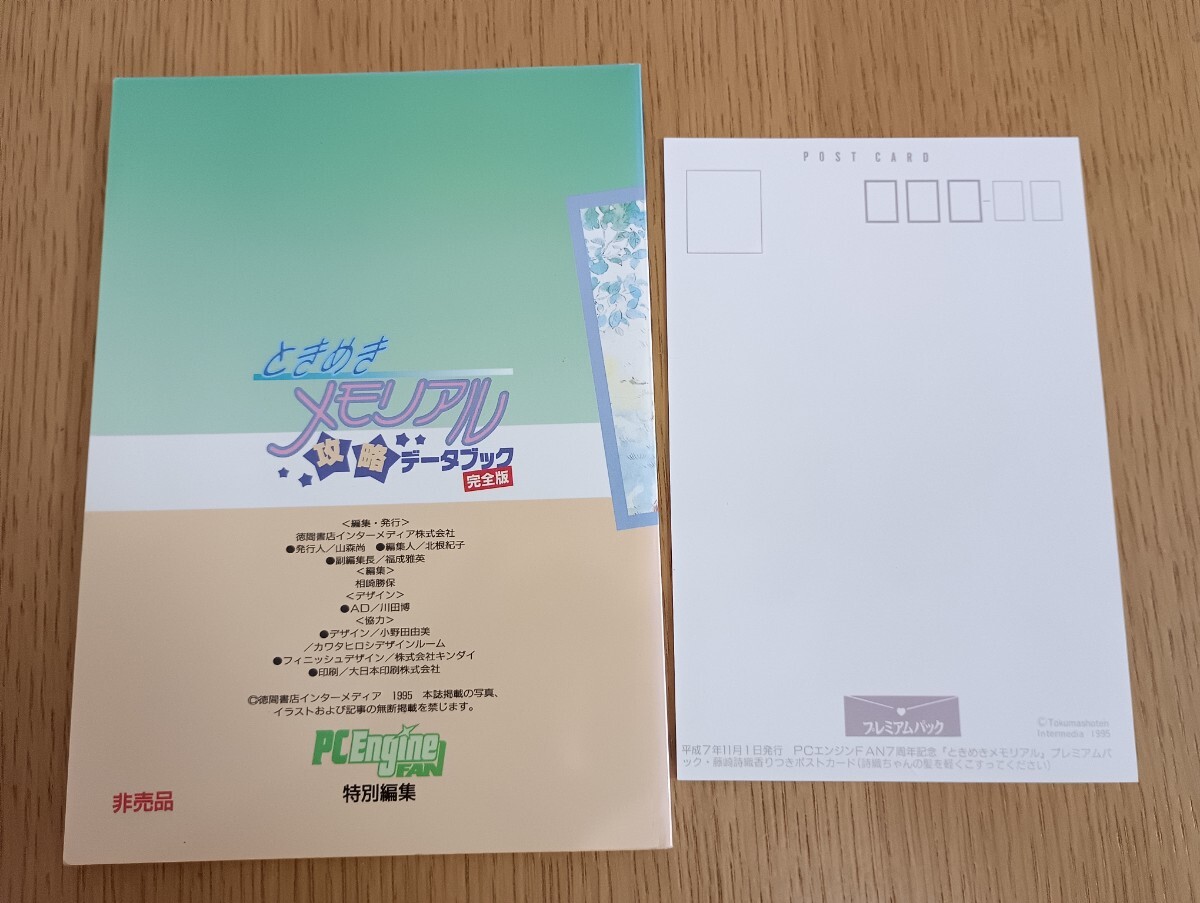 ときめき
メモリアル
攻略データブック
完全版
<編集・発行>
徳間書店インターメディア株式会社
●発行人/山森尚 ●編集人/北根紀子
●副編集長/福成雅英
<編集>
相崎勝保
<デザイン>
●AD/川田博
<協力>
●デザイン/小野田由美
/カワタヒロシデザインルーム
●フィニッシュデザイン/株式会社キンダイ
●印刷/大日本印刷株式会社
©徳間書店インターメディア 1995 本誌掲載の写真、
イラストおよび記事の無断掲載を禁じます。
PCEngine
FAN
特別編集
非売品
POST CARD
プレミアムパック
©Tokumashoten
Intermedia 1995
平成7年11月1日発行 PCエンジンFAN7周年記念「ときめきメモリアル」プレミアムパ
ック・藤崎詩織香りつきポストカード(詩織ちゃんの髪を軽くこすってください)